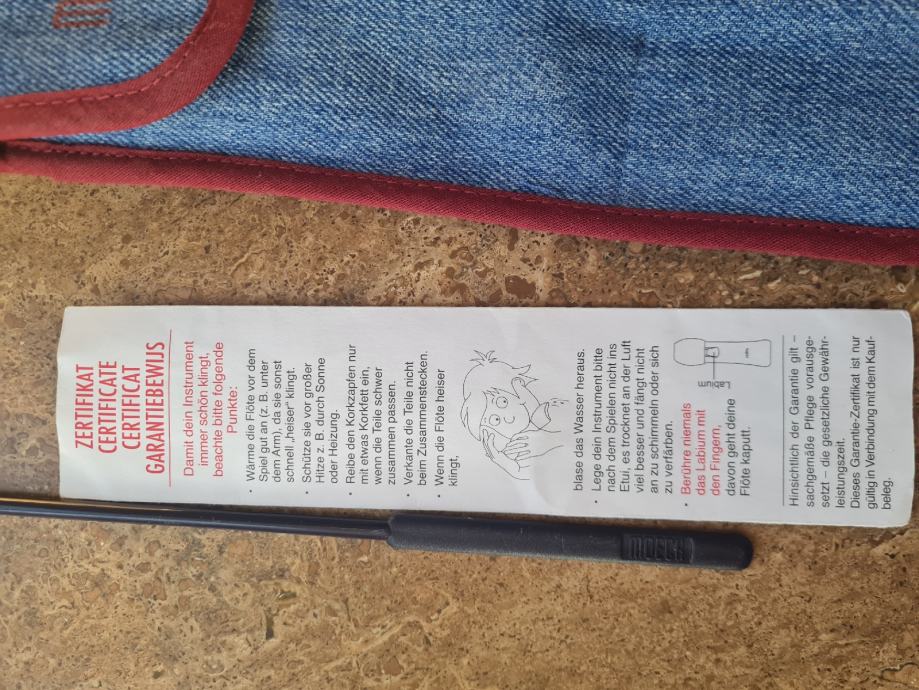 ZERTIFIKAT
CERTIFICATE
CERTIFICAT
GARANTIEBEWIJS
Damit dein Instrument
immer schön klingt,
beachte bitte folgende
Punkte:
• Wärme die Flöte vor dem
Spiel gut an (z. B. unter
dem Arm), da sie sonst
schnell „heiser“ klingt.
• Schütze sie vor großer
Hitze z. B. durch Sonne
oder Heizung.
• Reibe den Korkzapfen nur
mit etwas Korkfett ein,
wenn die Teile schwer
zusammen passen.
• Verkante die Teile nicht
beim Zusammenstecken.
• Wenn die Flöte heiser
klingt,
blase das Wasser heraus.
• Lege dein Instrument bitte
nach dem Spielen nicht ins
Etui, es trocknet an der Luft
viel besser und fängt nicht
an zu schimmeln oder sich
zu verfärben.
• Berühre niemals
das Labium mit
den Fingern,
davon geht deine
Flöte kaputt.
Labium
Hinsichtlich der Garantie gilt –
sachgemäße Pflege vorausge-
setzt – die gesetzliche Gewähr-
leistungszeit.
Dieses Garantie-Zertifikat ist nur
gültig in Verbindung mit dem Kauf-
beleg.
MOECK